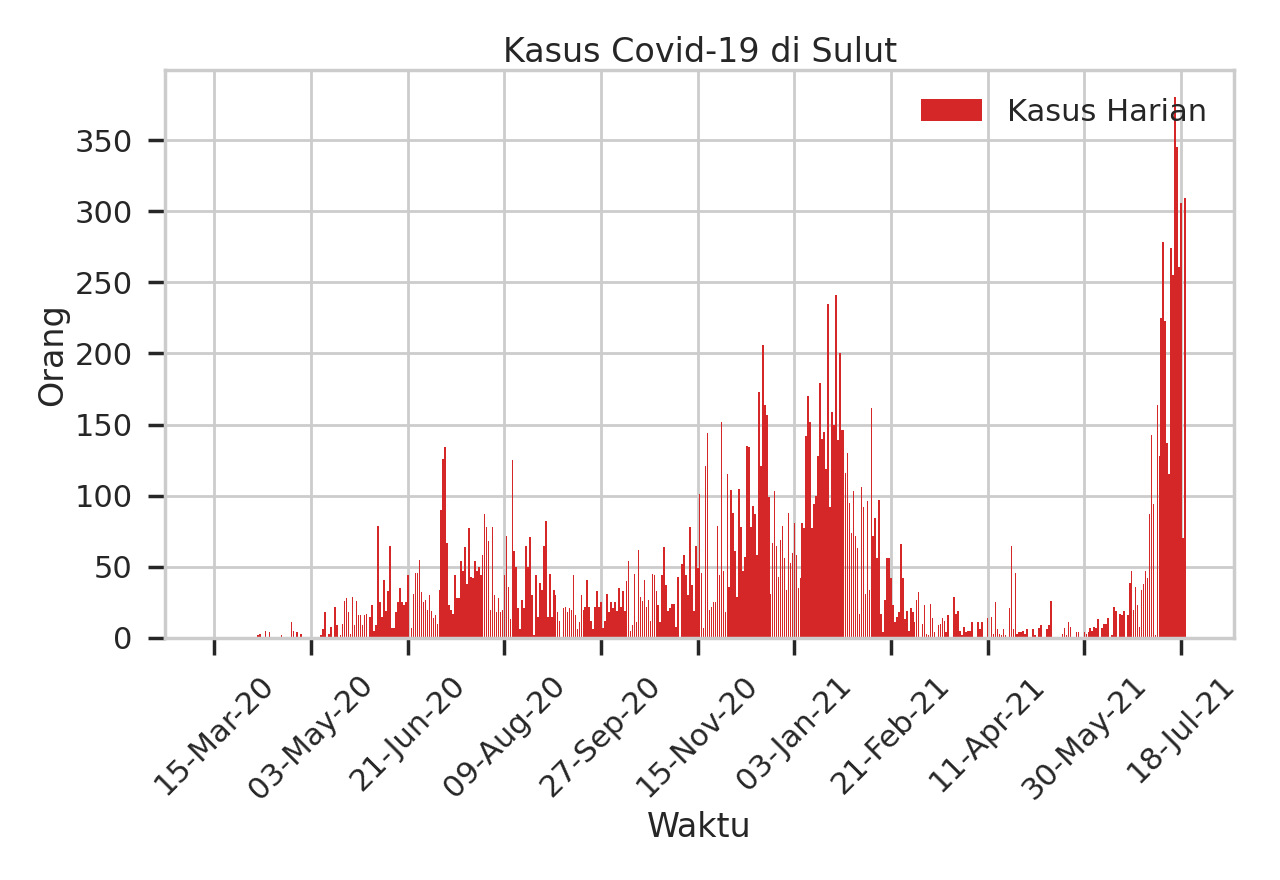 Kasus Covid-19 di Sulut
Kasus Harian
Orang
350
300
250
200
150
100
50
0
15-Mar-20
03-May-20
21-Jun-20
09-Aug-20
27-Sep-20
15-Nov-20
03-Jan-21
21-Feb-21
11-Apr-21
30-May-21
18-Jul-21
Waktu